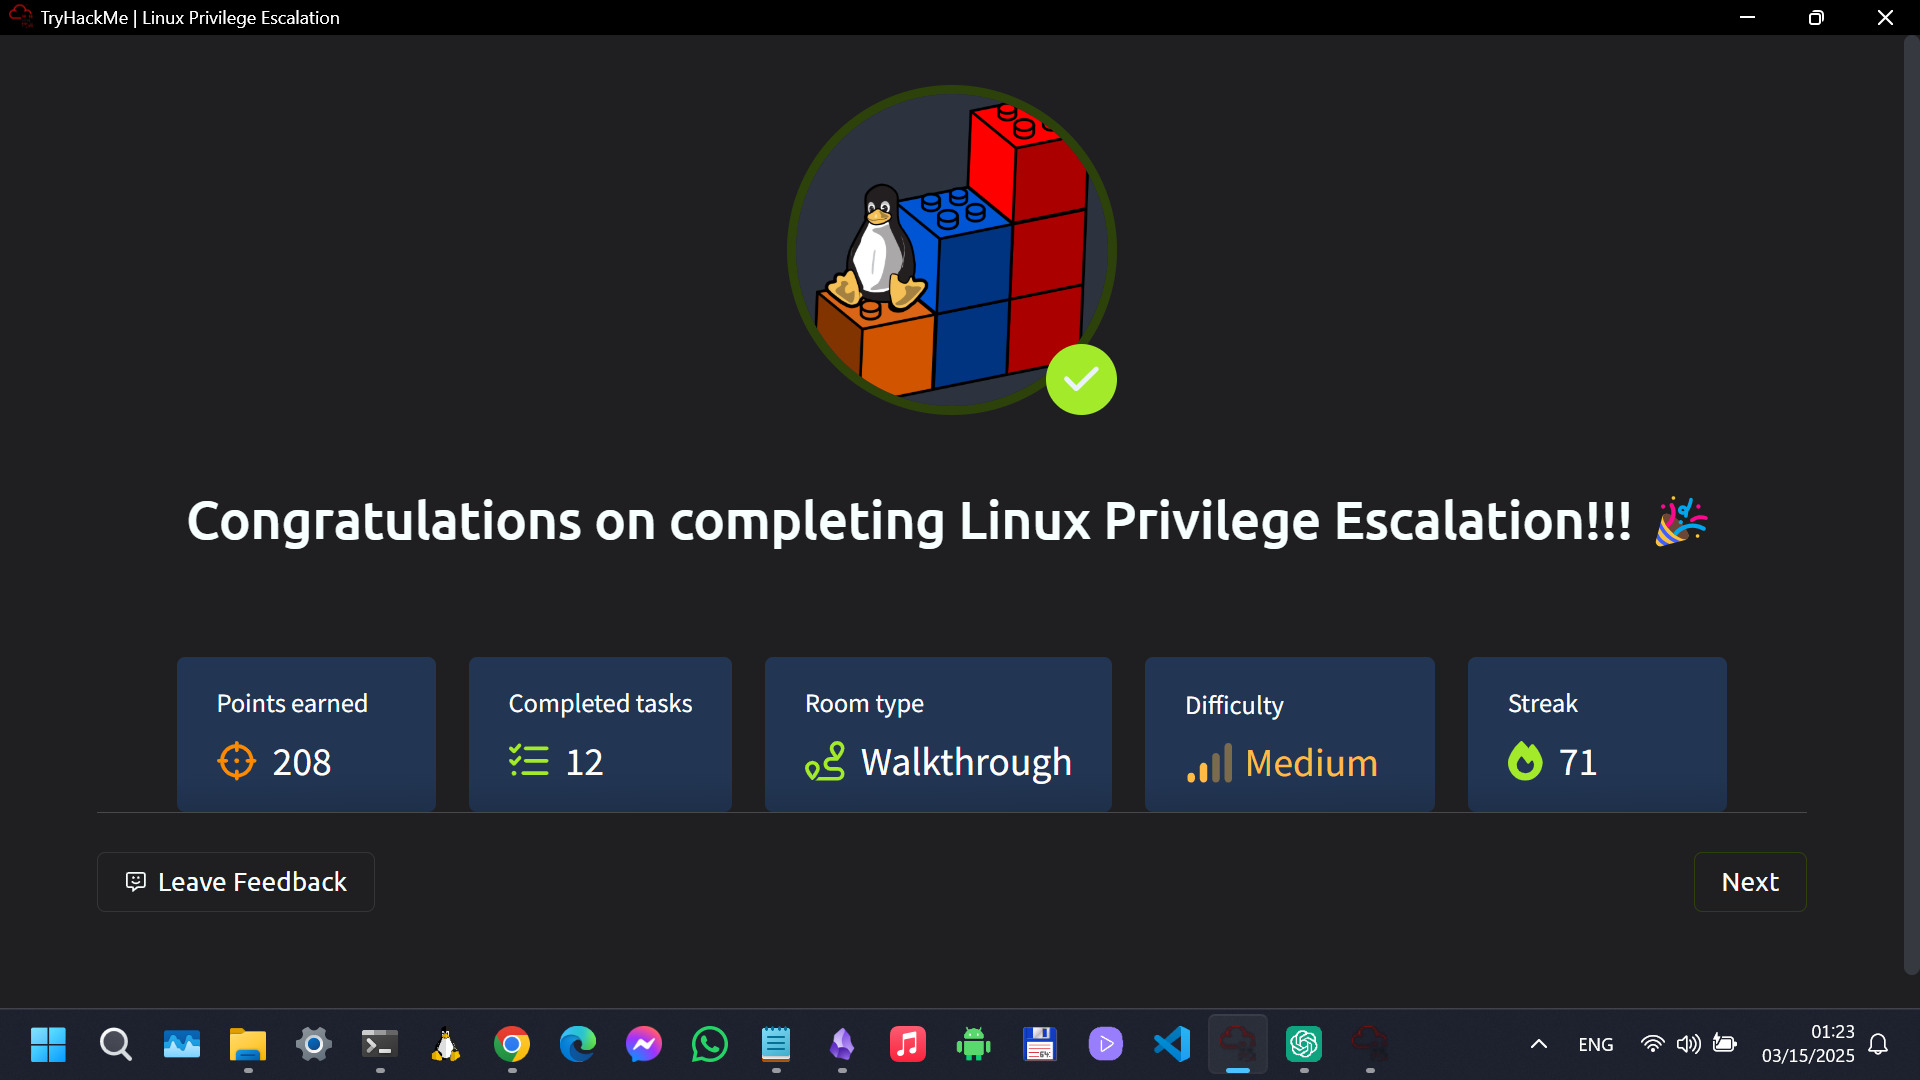 TryHackMe | Linux Privilege Escalation
Congratulations on completing Linux Privilege Escalation!!! 🎉
Points earned
208
Completed tasks
12
Room type
Walkthrough
Difficulty
Medium
Streak
71
Leave Feedback
Next
64
ENG
01:23
03/15/2025